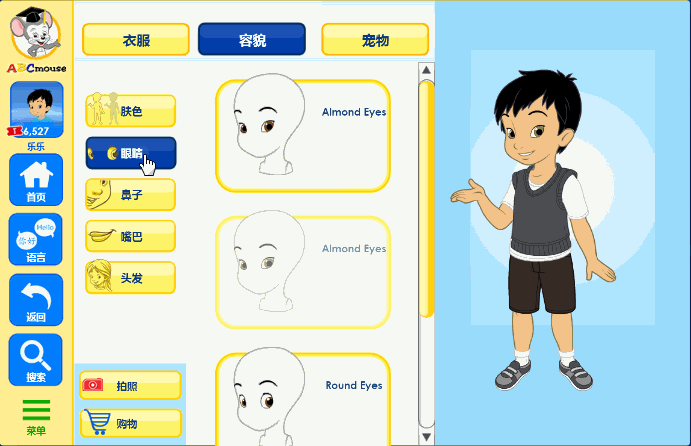 ABCmouse
6,527
乐乐
首页
你好
Hello
语言
返回
搜索
菜单
衣服
容貌
宠物
肤色
眼睛
鼻子
嘴巴
头发
拍照
购物
Almond Eyes
Almond Eyes
Round Eyes